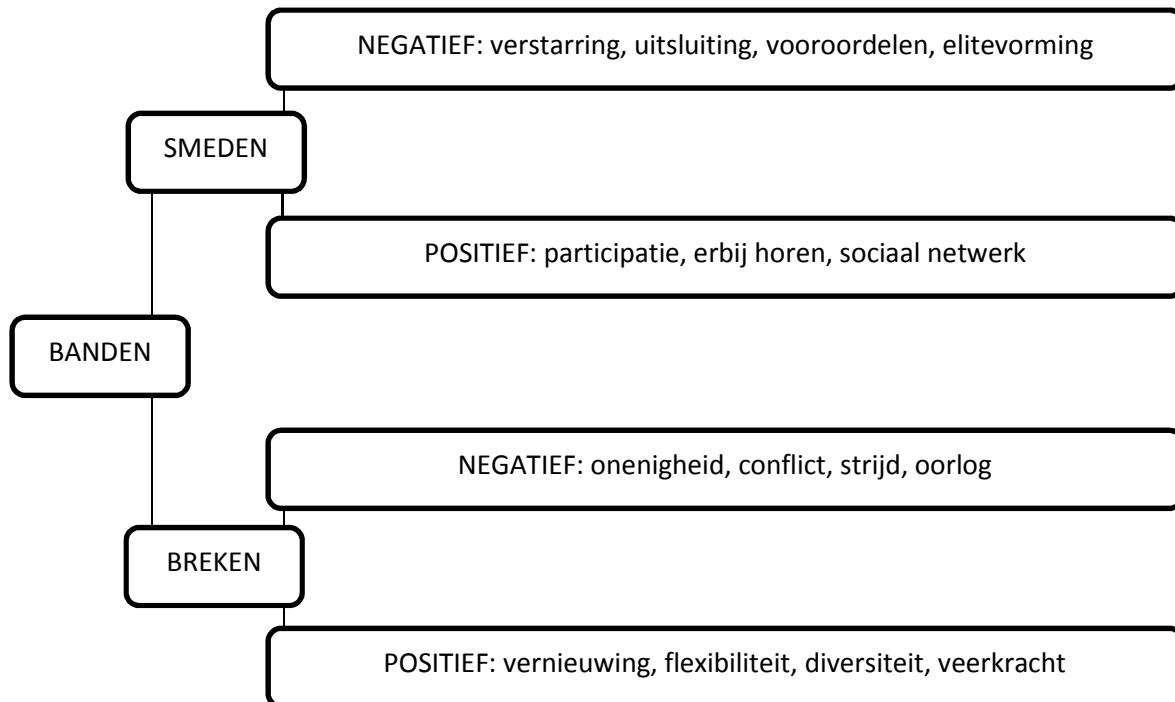 NEGATIEF: verstarring, uitsluiting, vooroordelen, elitevorming
SMEDEN
POSITIEF: participatie, erbij horen, sociaal netwerk
BANDEN
NEGATIEF: onenigheid, conflict, strijd, oorlog
BREKEN
POSITIEF: vernieuwing, flexibiliteit, diversiteit, veerkracht